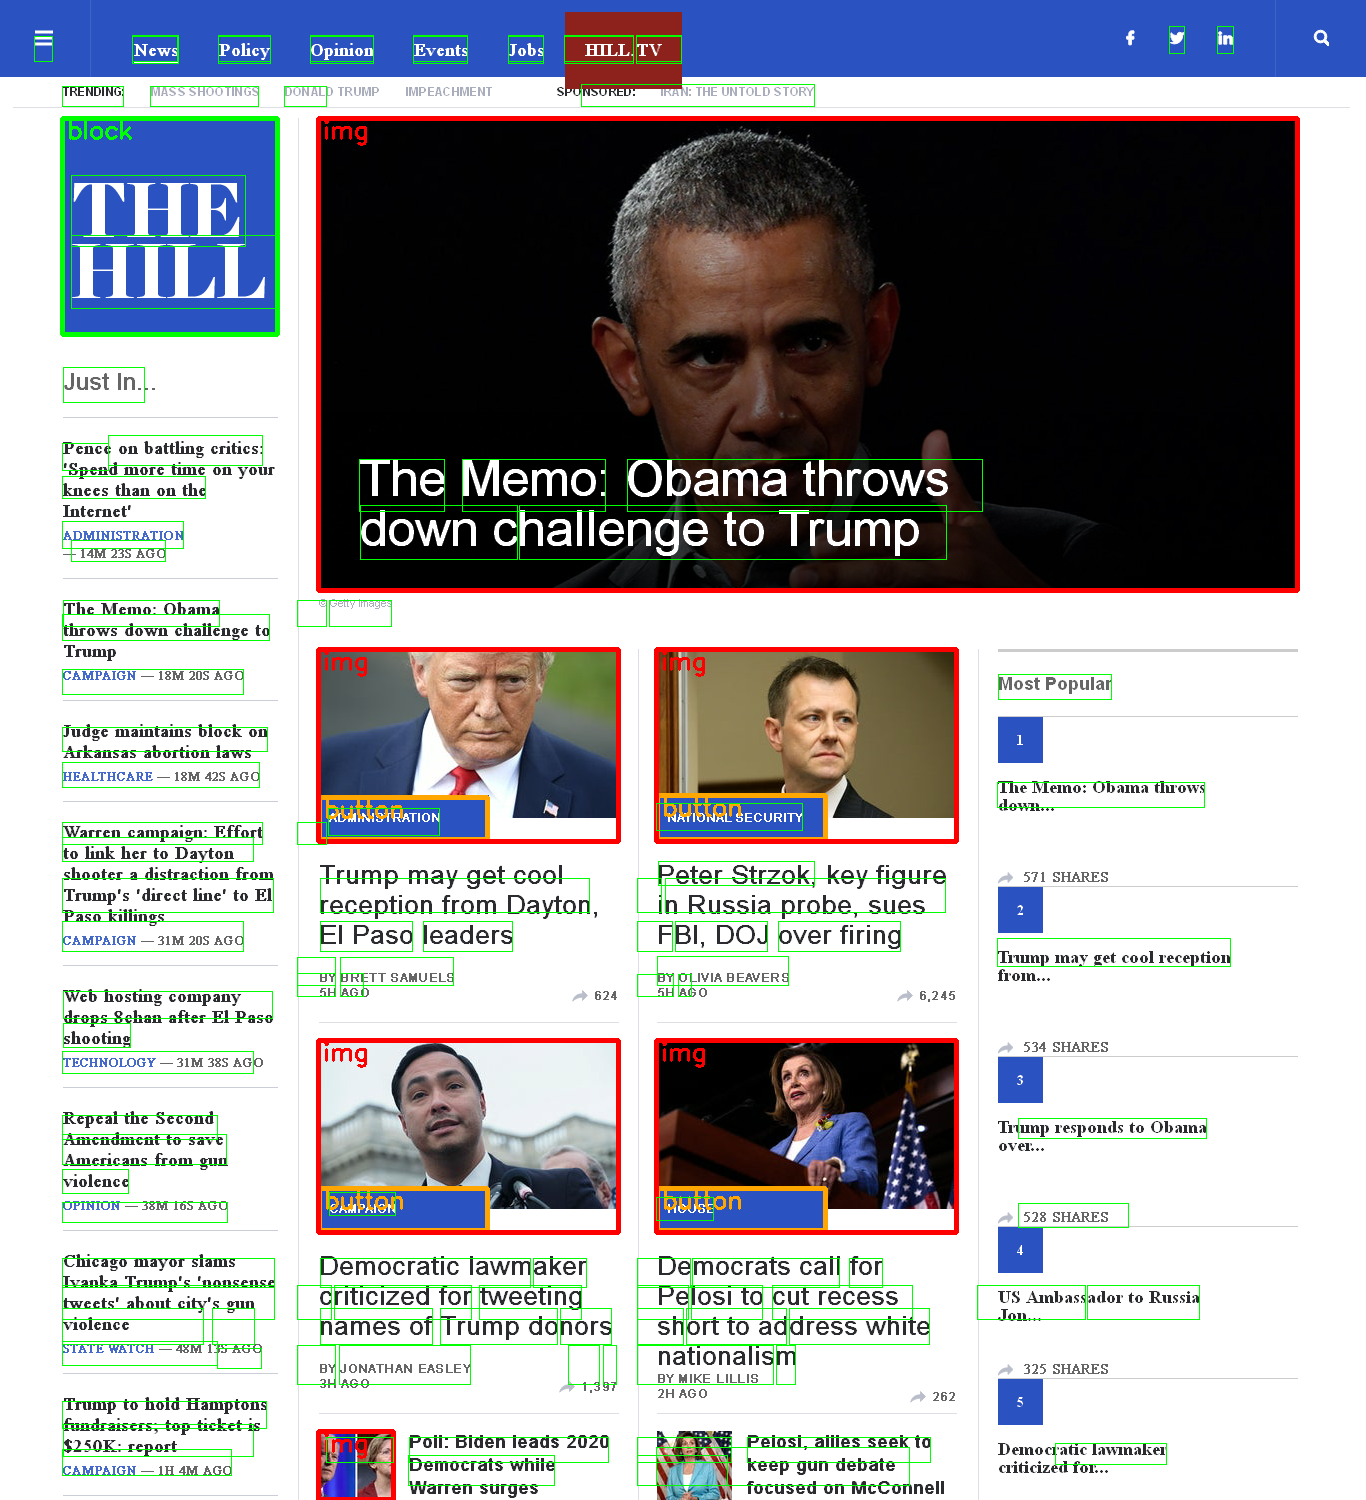 News Policy Opinion Events Jobs HILL.TV
TRENDING: MASS SHOOTINGS DONALD TRUMP IMPEACHMENT SPONSORED: IRAN: THE UNTOLD STORY
block
THE
HILL
Just In...
Pence on battling critics:
'Spend more time on your
knees than on the
Internet'
ADMINISTRATION
— 14M 23S AGO
The Memo: Obama
throws down challenge to
Trump
CAMPAIGN — 18M 20S AGO
Judge maintains block on
Arkansas abortion laws
HEALTHCARE — 18M 42S AGO
Warren campaign: Effort
to link her to Dayton
shooter a distraction from
Trump's 'direct line' to El
Paso killings
CAMPAIGN — 31M 20S AGO
Web hosting company
drops 8chan after El Paso
shooting
TECHNOLOGY — 31M 38S AGO
Repeal the Second
Amendment to save
Americans from gun
violence
OPINION — 38M 16S AGO
Chicago mayor slams
Ivanka Trump's 'nonsense
tweets' about city's gun
violence
STATE WATCH — 48M 13S AGO
Trump to hold Hamptons
fundraisers; top ticket is
$250K: report
CAMPAIGN — 1H 4M AGO
img
The Memo: Obama throws
down challenge to Trump
© Getty Images
img
button
ADMINISTRATION
Trump may get cool
reception from Dayton,
El Paso leaders
BY BRETT SAMUELS
5H AGO
624
img
button
NATIONAL SECURITY
Peter Strzok, key figure
in Russia probe, sues
FBI, DOJ over firing
BY OLIVIA BEAVERS
5H AGO
6,245
img
button
CAMPAIGN
Democratic lawmaker
criticized for tweeting
names of Trump donors
BY JONATHAN EASLEY
3H AGO
1,397
img
button
HOUSE
Democrats call for
Pelosi to cut recess
short to address white
nationalism
BY MIKE LILLIS
2H AGO
262
img
Poll: Biden leads 2020
Democrats while
Warren surges
Pelosi, allies seek to
keep gun debate
focused on McConnell
Most Popular
1
The Memo: Obama throws
down...
571 SHARES
2
Trump may get cool reception
from...
534 SHARES
3
Trump responds to Obama
over...
528 SHARES
4
US Ambassador to Russia
Jon...
325 SHARES
5
Democratic lawmaker
criticized for...